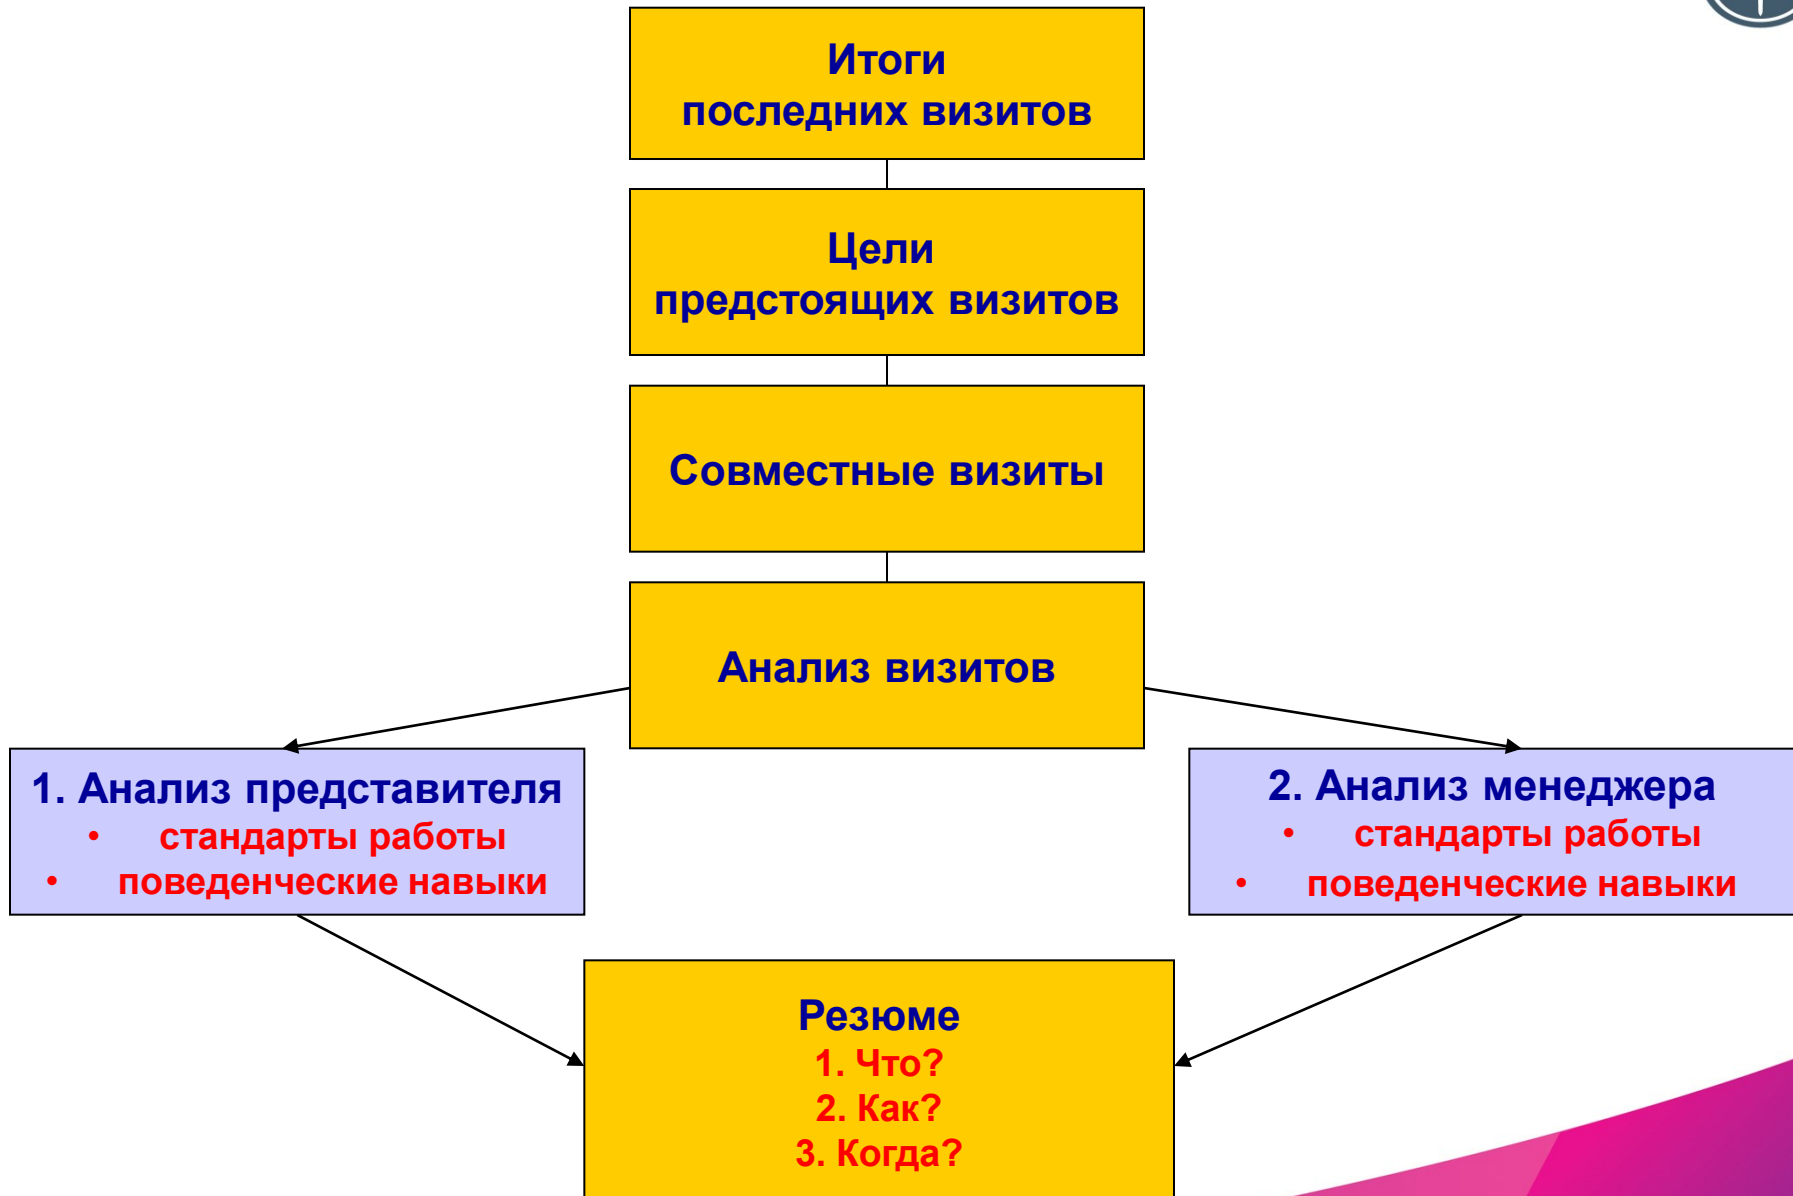 Итоги
последних визитов
Цели
предстоящих визитов
Совместные визиты
Анализ визитов
1. Анализ представителя
• стандарты работы
• поведенческие навыки
2. Анализ менеджера
• стандарты работы
• поведенческие навыки
Резюме
1. Что?
2. Как?
3. Когда?